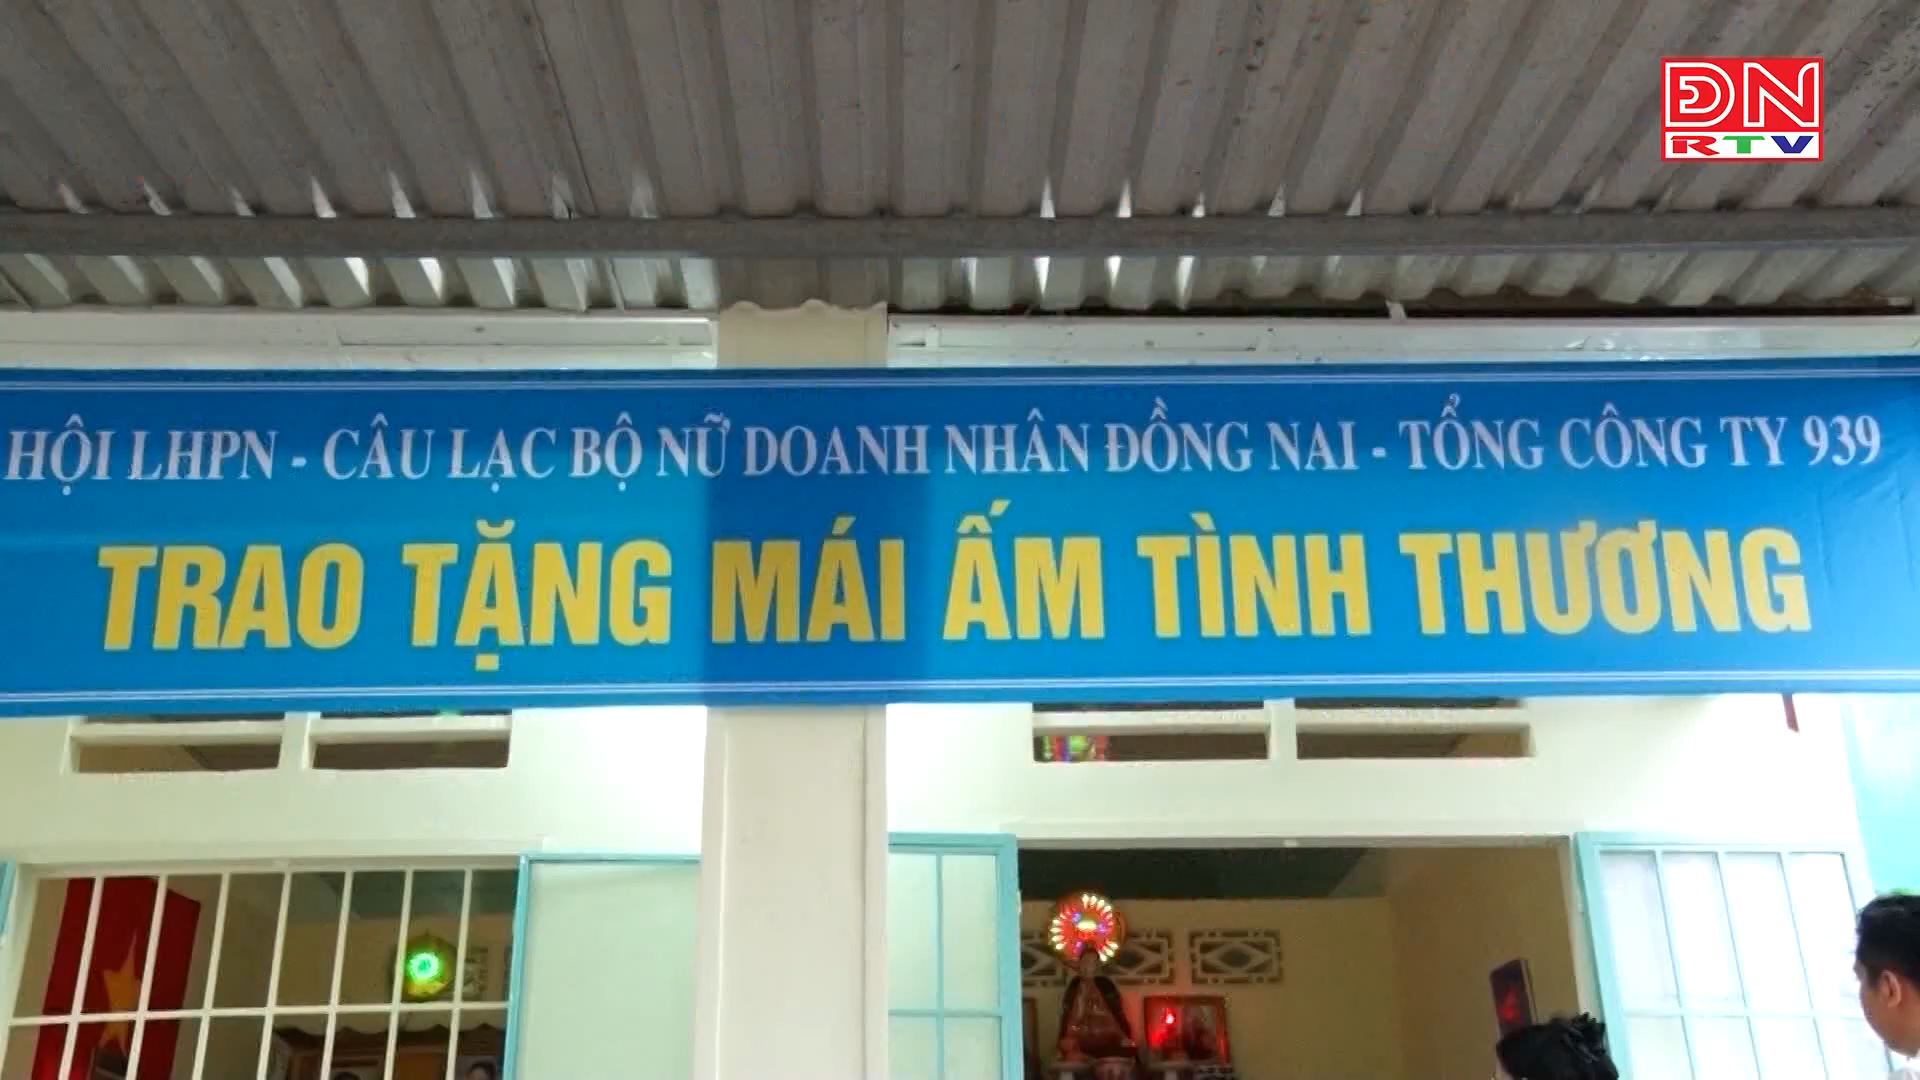 ĐN
RTV
HỘI LHPN - CÂU LẠC BỘ NỮ DOANH NHÂN ĐỒNG NAI - TỔNG CÔNG TY 939
TRAO TẶNG MÁI ẤM TÌNH THƯƠNG